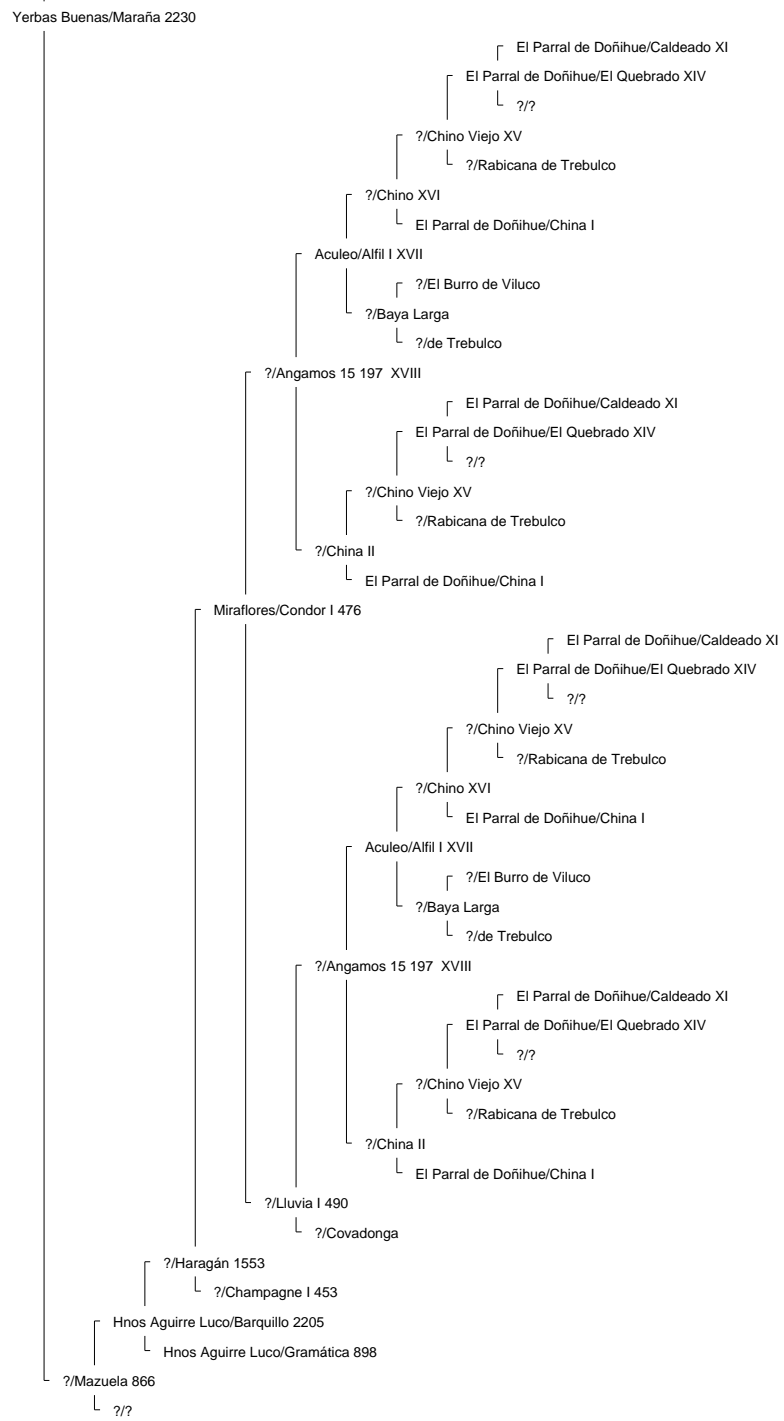 Yerbas Buenas/Maraña 2230
El Parral de Doñihue/Caldeado XI
El Parral de Doñihue/El Quebrado XIV
?/?
?/Chino Viejo XV
?/Rabicana de Trebulco
?/Chino XVI
El Parral de Doñihue/China I
Aculeo/Alfil I XVII
?/El Burro de Viluco
?/Baya Larga
?/de Trebulco
?/Angamos 15 197 XVIII
El Parral de Doñihue/Caldeado XI
El Parral de Doñihue/El Quebrado XIV
?/?
?/Chino Viejo XV
?/Rabicana de Trebulco
?/China II
El Parral de Doñihue/China I
Miraflores/Condor I 476
El Parral de Doñihue/Caldeado XI
El Parral de Doñihue/El Quebrado XIV
?/?
?/Chino Viejo XV
?/Rabicana de Trebulco
?/Chino XVI
El Parral de Doñihue/China I
Aculeo/Alfil I XVII
?/El Burro de Viluco
?/Baya Larga
?/de Trebulco
?/Angamos 15 197 XVIII
El Parral de Doñihue/Caldeado XI
El Parral de Doñihue/El Quebrado XIV
?/?
?/Chino Viejo XV
?/Rabicana de Trebulco
?/China II
El Parral de Doñihue/China I
?/Lluvia I 490
?/Covadonga
?/Haragán 1553
?/Champagne I 453
Hnos Aguirre Luco/Barquillo 2205
Hnos Aguirre Luco/Gramática 898
?/Mazuela 866
?/?